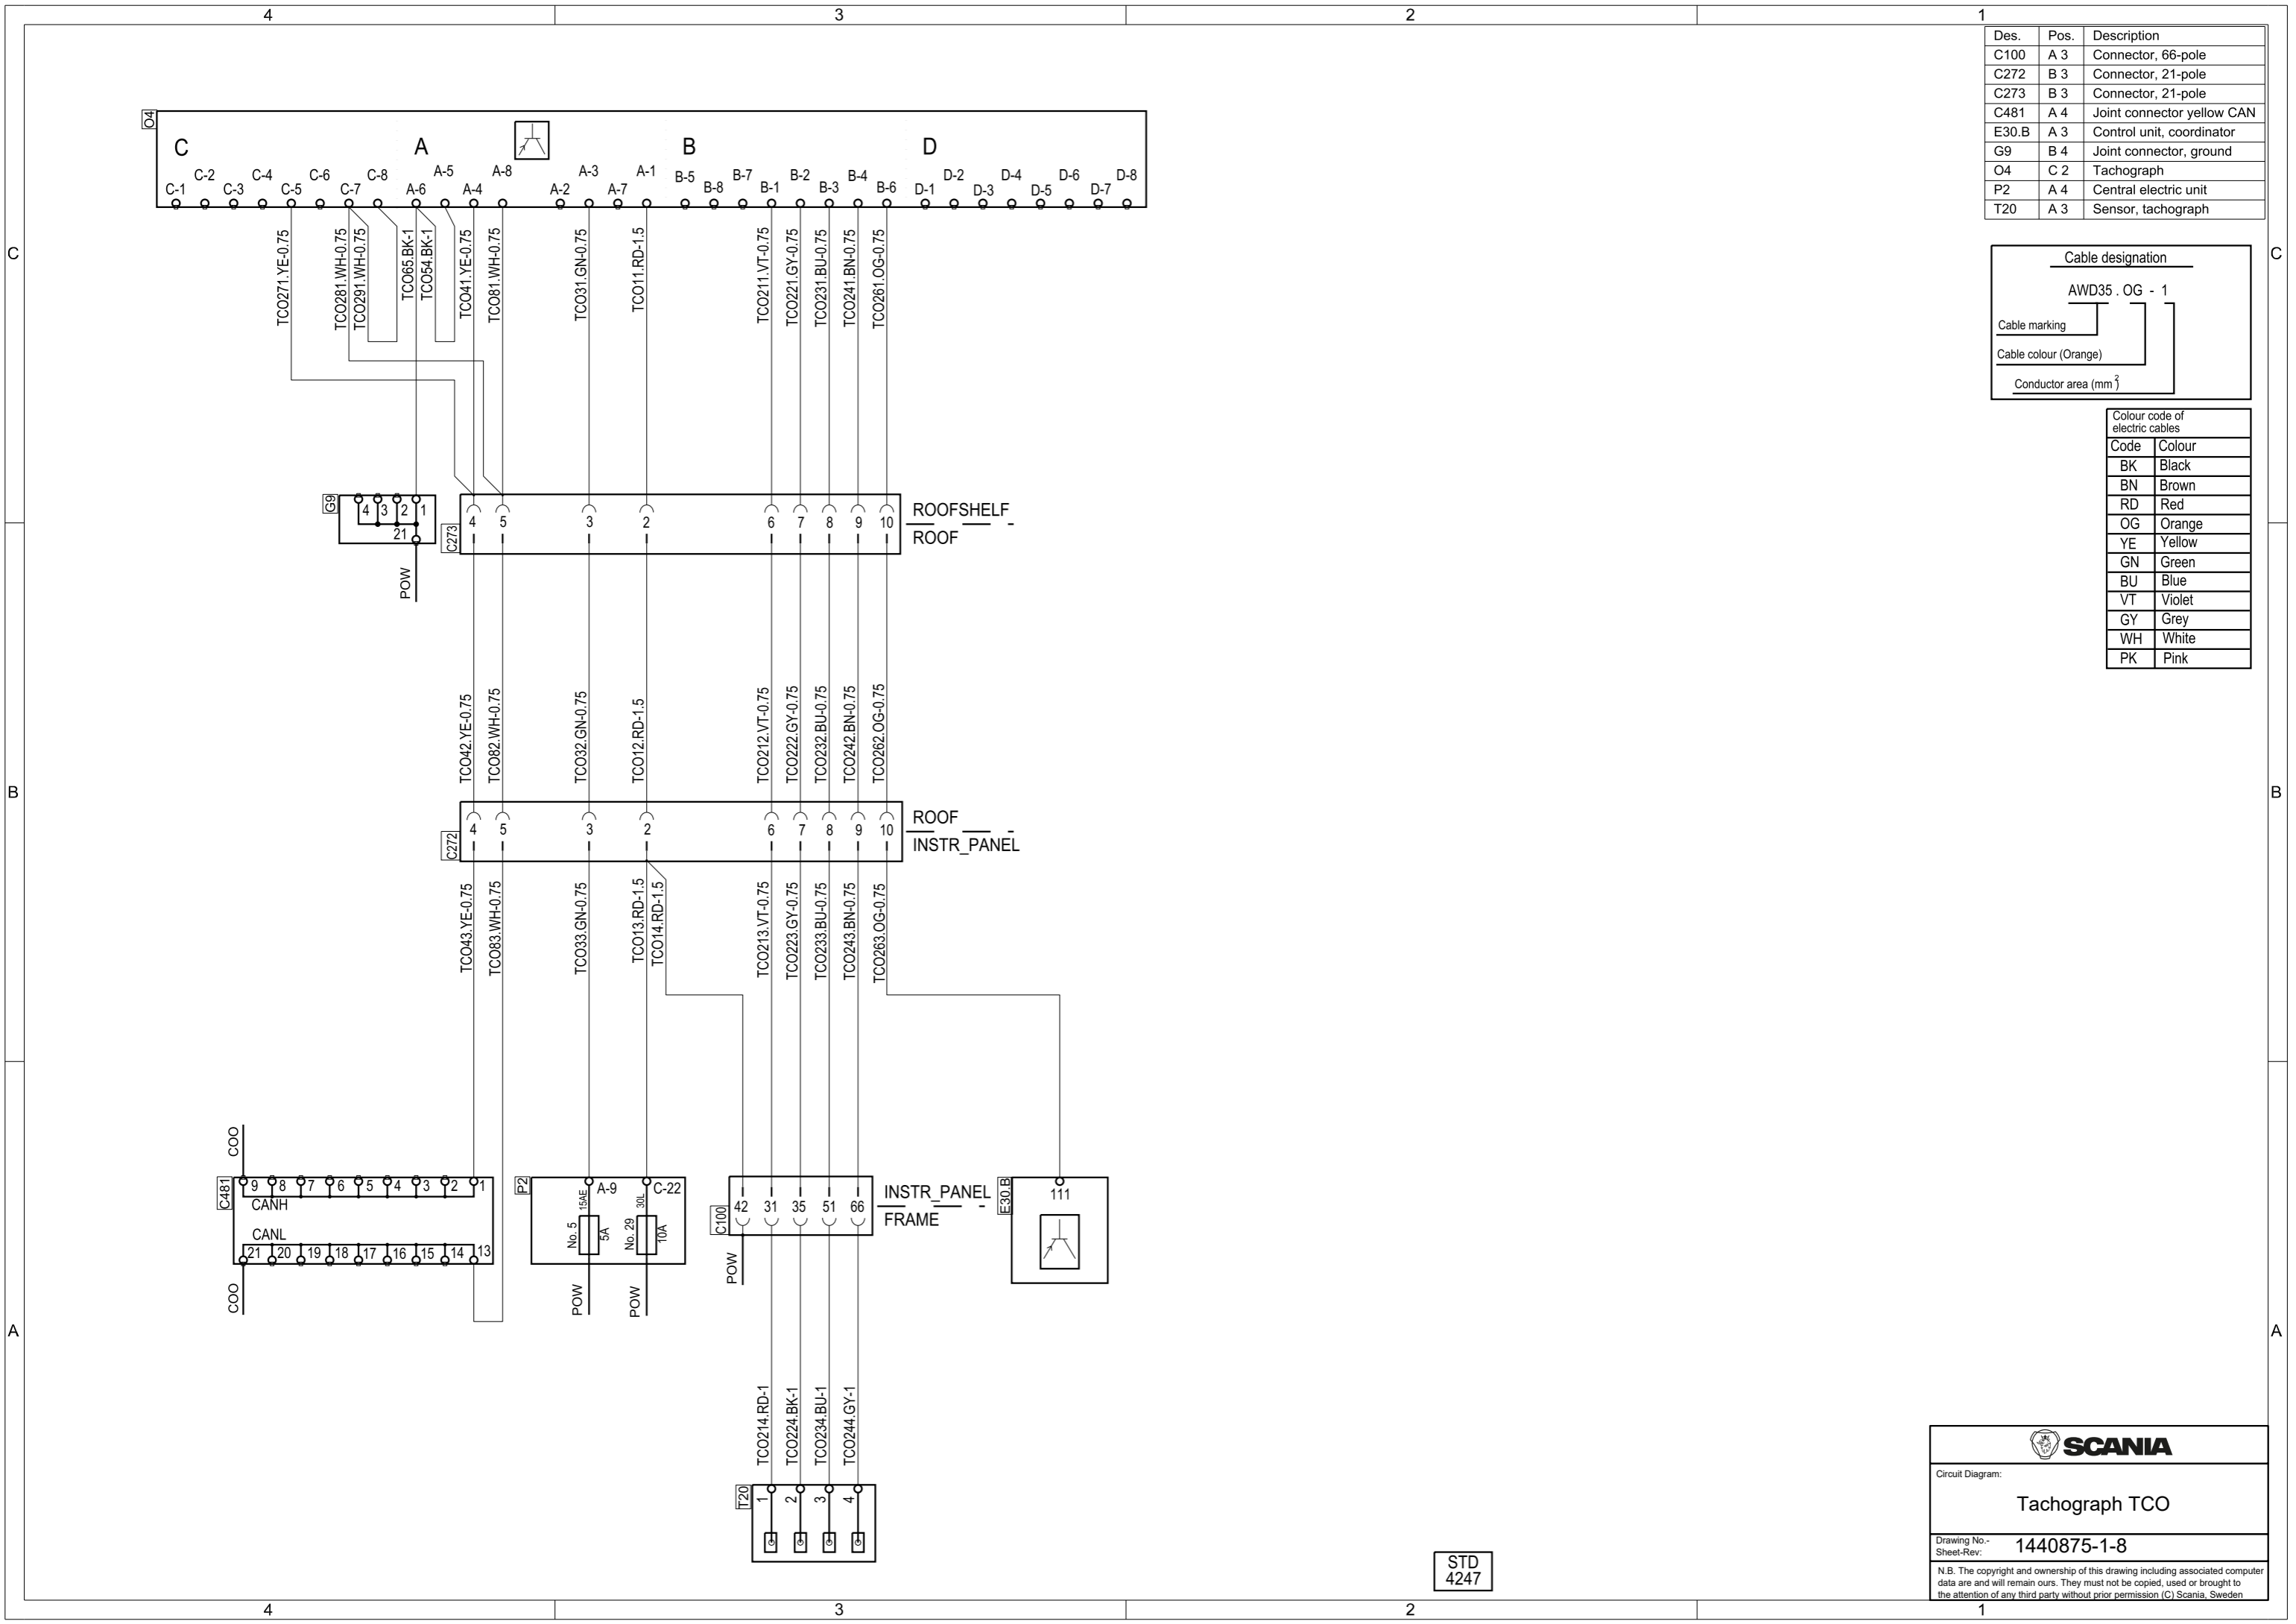 4 3 2 1
Des. Pos. Description
C100 A 3 Connector, 66-pole
C272 B 3 Connector, 21-pole
C273 B 3 Connector, 21-pole
C481 A 4 Joint connector yellow CAN
E30.B A 3 Control unit, coordinator
G9 B 4 Joint connector, ground
O4 C 2 Tachograph
P2 A 4 Central electric unit
T20 A 3 Sensor, tachograph
O4
C A B D
C-1 C-2 C-3 C-4 C-5 C-6 C-7 C-8 A-6 A-5 A-4 A-8 A-2 A-3 A-7 A-1 B-5 B-8 B-7 B-1 B-2 B-3 B-4 B-6 D-1 D-2 D-3 D-4 D-5 D-6 D-7 D-8
C C
TCO271.YE-0.75
TCO281.WH-0.75
TCO291.WH-0.75
TCO65.BK-1
TCO54.BK-1
TCO41.YE-0.75
TCO81.WH-0.75
TCO31.GN-0.75
TCO11.RD-1.5
TCO211.VT-0.75
TCO221.GY-0.75
TCO231.BU-0.75
TCO241.BN-0.75
TCO261.OG-0.75
Cable designation
AWD35 . OG - 1
Cable marking
Cable colour (Orange)
Conductor area (mm2)
Colour code of
electric cables
Code Colour
BK Black
BN Brown
RD Red
OG Orange
YE Yellow
GN Green
BU Blue
VT Violet
GY Grey
WH White
PK Pink
G9
4 3 2 1
21
POW
C273
4 5 3 2 6 7 8 9 10
ROOFSHELF
ROOF
TCO42.YE-0.75
TCO82.WH-0.75
TCO32.GN-0.75
TCO12.RD-1.5
TCO212.VT-0.75
TCO222.GY-0.75
TCO232.BU-0.75
TCO242.BN-0.75
TCO262.OG-0.75
B B
C272
4 5 3 2 6 7 8 9 10
ROOF
INSTR_PANEL
TCO43.YE-0.75
TCO83.WH-0.75
TCO33.GN-0.75
TCO13.RD-1.5
TCO14.RD-1.5
TCO213.VT-0.75
TCO223.GY-0.75
TCO233.BU-0.75
TCO243.BN-0.75
TCO263.OG-0.75
COO
C481
9 8 7 6 5 4 3 2 1
CANH
CANL
21 20 19 18 17 16 15 14 13
COO
P2
A-9 C-22
15AE 30L
No. 5 5A No. 29 10A
POW POW
C100
42 31 35 51 66
INSTR_PANEL
FRAME
POW
E30.B
111
A A
TCO214.RD-1
TCO224.BK-1
TCO234.BU-1
TCO244.GY-1
T20
1 2 3 4
STD
4247
SCANIA
Circuit Diagram:
Tachograph TCO
Drawing No.-
Sheet-Rev:
1440875-1-8
N.B. The copyright and ownership of this drawing including associated computer
data are and will remain ours. They must not be copied, used or brought to
the attention of any third party without prior permission (C) Scania, Sweden
4 3 2 1